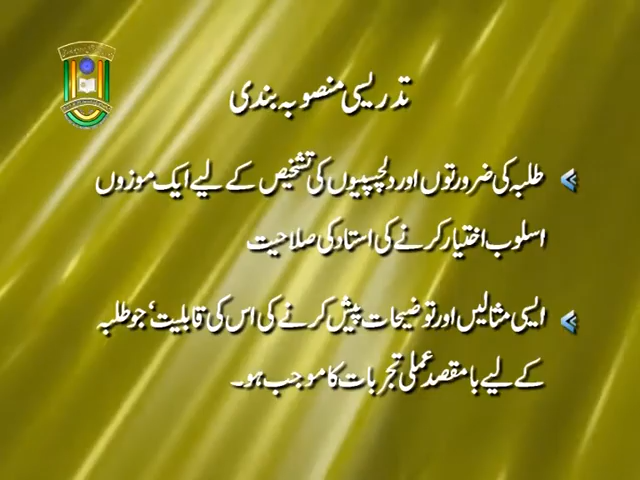 تدریسی منصوبہ بندی
طلبہ کی ضرورتوں اور دلچسپیوں کی تشخیص کے لیے ایک موزوں
اسلوب اختیار کرنے کی استاد کی صلاحیت
ایسی مثالیں اور توضیحات پیش کرنے کی اس کی قابلیت، جو طلبہ
کے لیے بامقصد عملی تجربات کا موجب ہو۔